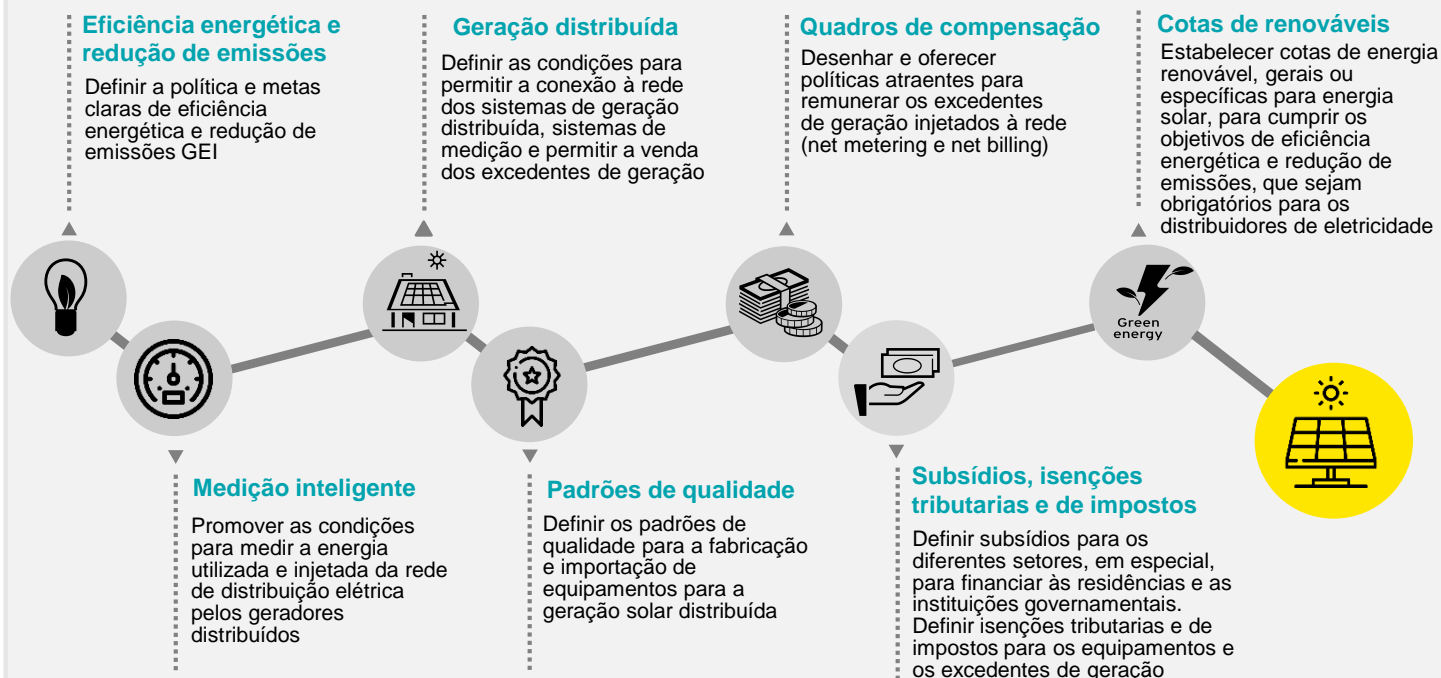 Eficiência energética e
redução de emissões
Definir a política e metas
claras de eficiência
energética e redução de
emissões GEI
Geração distribuída
Definir as condições para
permitir a conexão à rede
dos sistemas de geração
distribuída, sistemas de
medição e permitir a venda
dos excedentes de geração
Quadros de compensação
Desenhar e oferecer
políticas atraentes para
remunerar os excedentes
de geração injetados à rede
(net metering e net billing)
Cotas de renováveis
Estabelecer cotas de energia
renovável, gerais ou
específicas para energia
solar, para cumprir os
objetivos de eficiência
energética e redução de
emissões, que sejam
obrigatórios para os
distribuidores de eletricidade
Green
energy
Medição inteligente
Promover as condições
para medir a energia
utilizada e injetada da rede
de distribuição elétrica
pelos geradores
distribuídos
Padrões de qualidade
Definir os padrões de
qualidade para a fabricação
e importação de
equipamentos para a
geração solar distribuída
Subsídios, isenções
tributarias e de impostos
Definir subsídios para os
diferentes setores, em especial,
para financiar às residências e as
instituições governamentais.
Definir isenções tributarias e de
impostos para os equipamentos e
os excedentes de geração